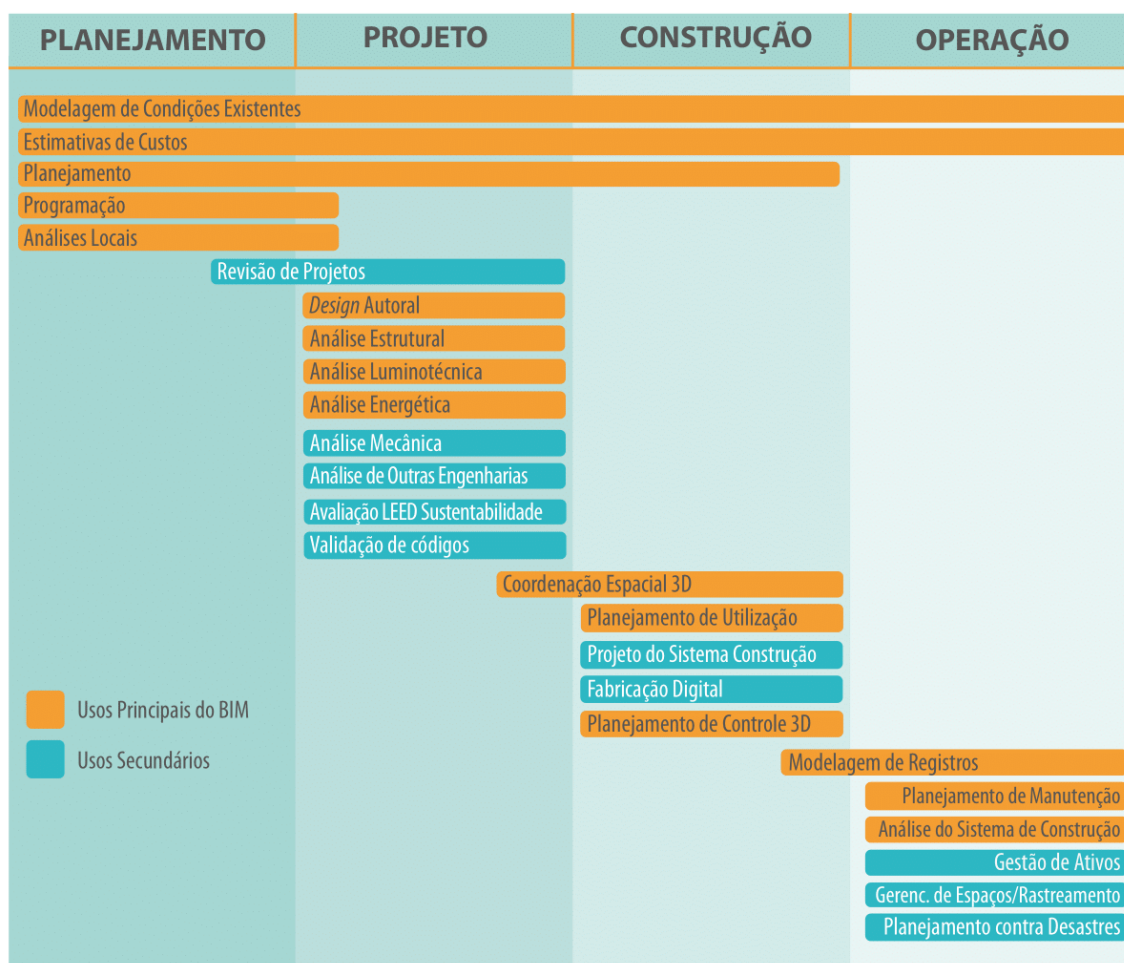 PLANEJAMENTO
PROJETO
CONSTRUÇÃO
OPERAÇÃO
Modelagem de Condições Existentes
Estimativas de Custos
Planejamento
Programação
Análises Locais
Revisão de Projetos
Design Autoral
Análise Estrutural
Análise Luminotécnica
Análise Energética
Análise Mecânica
Análise de Outras Engenharias
Avaliação LEED Sustentabilidade
Validação de códigos
Coordenação Espacial 3D
Planejamento de Utilização
Projeto do Sistema Construção
Fabricação Digital
Planejamento de Controle 3D
Usos Principais do BIM
Usos Secundários
Modelagem de Registros
Planejamento de Manutenção
Análise do Sistema de Construção
Gestão de Ativos
Gerenc. de Espaços/Rastreamento
Planejamento contra Desastres